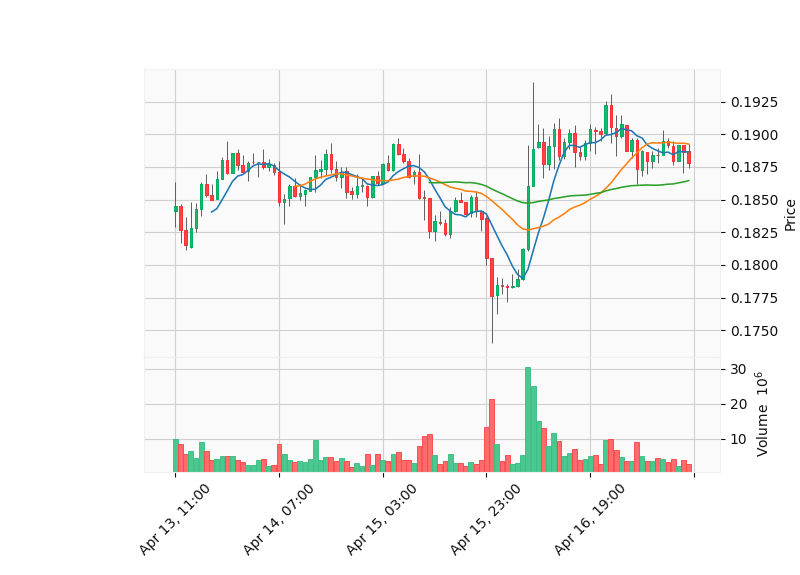 0.1925
0.1900
0.1875
0.1850
0.1825
0.1800
0.1775
0.1750
Price
30
20
10
Volume 10⁶
Apr 13, 11:00
Apr 14, 07:00
Apr 15, 03:00
Apr 15, 23:00
Apr 16, 19:00